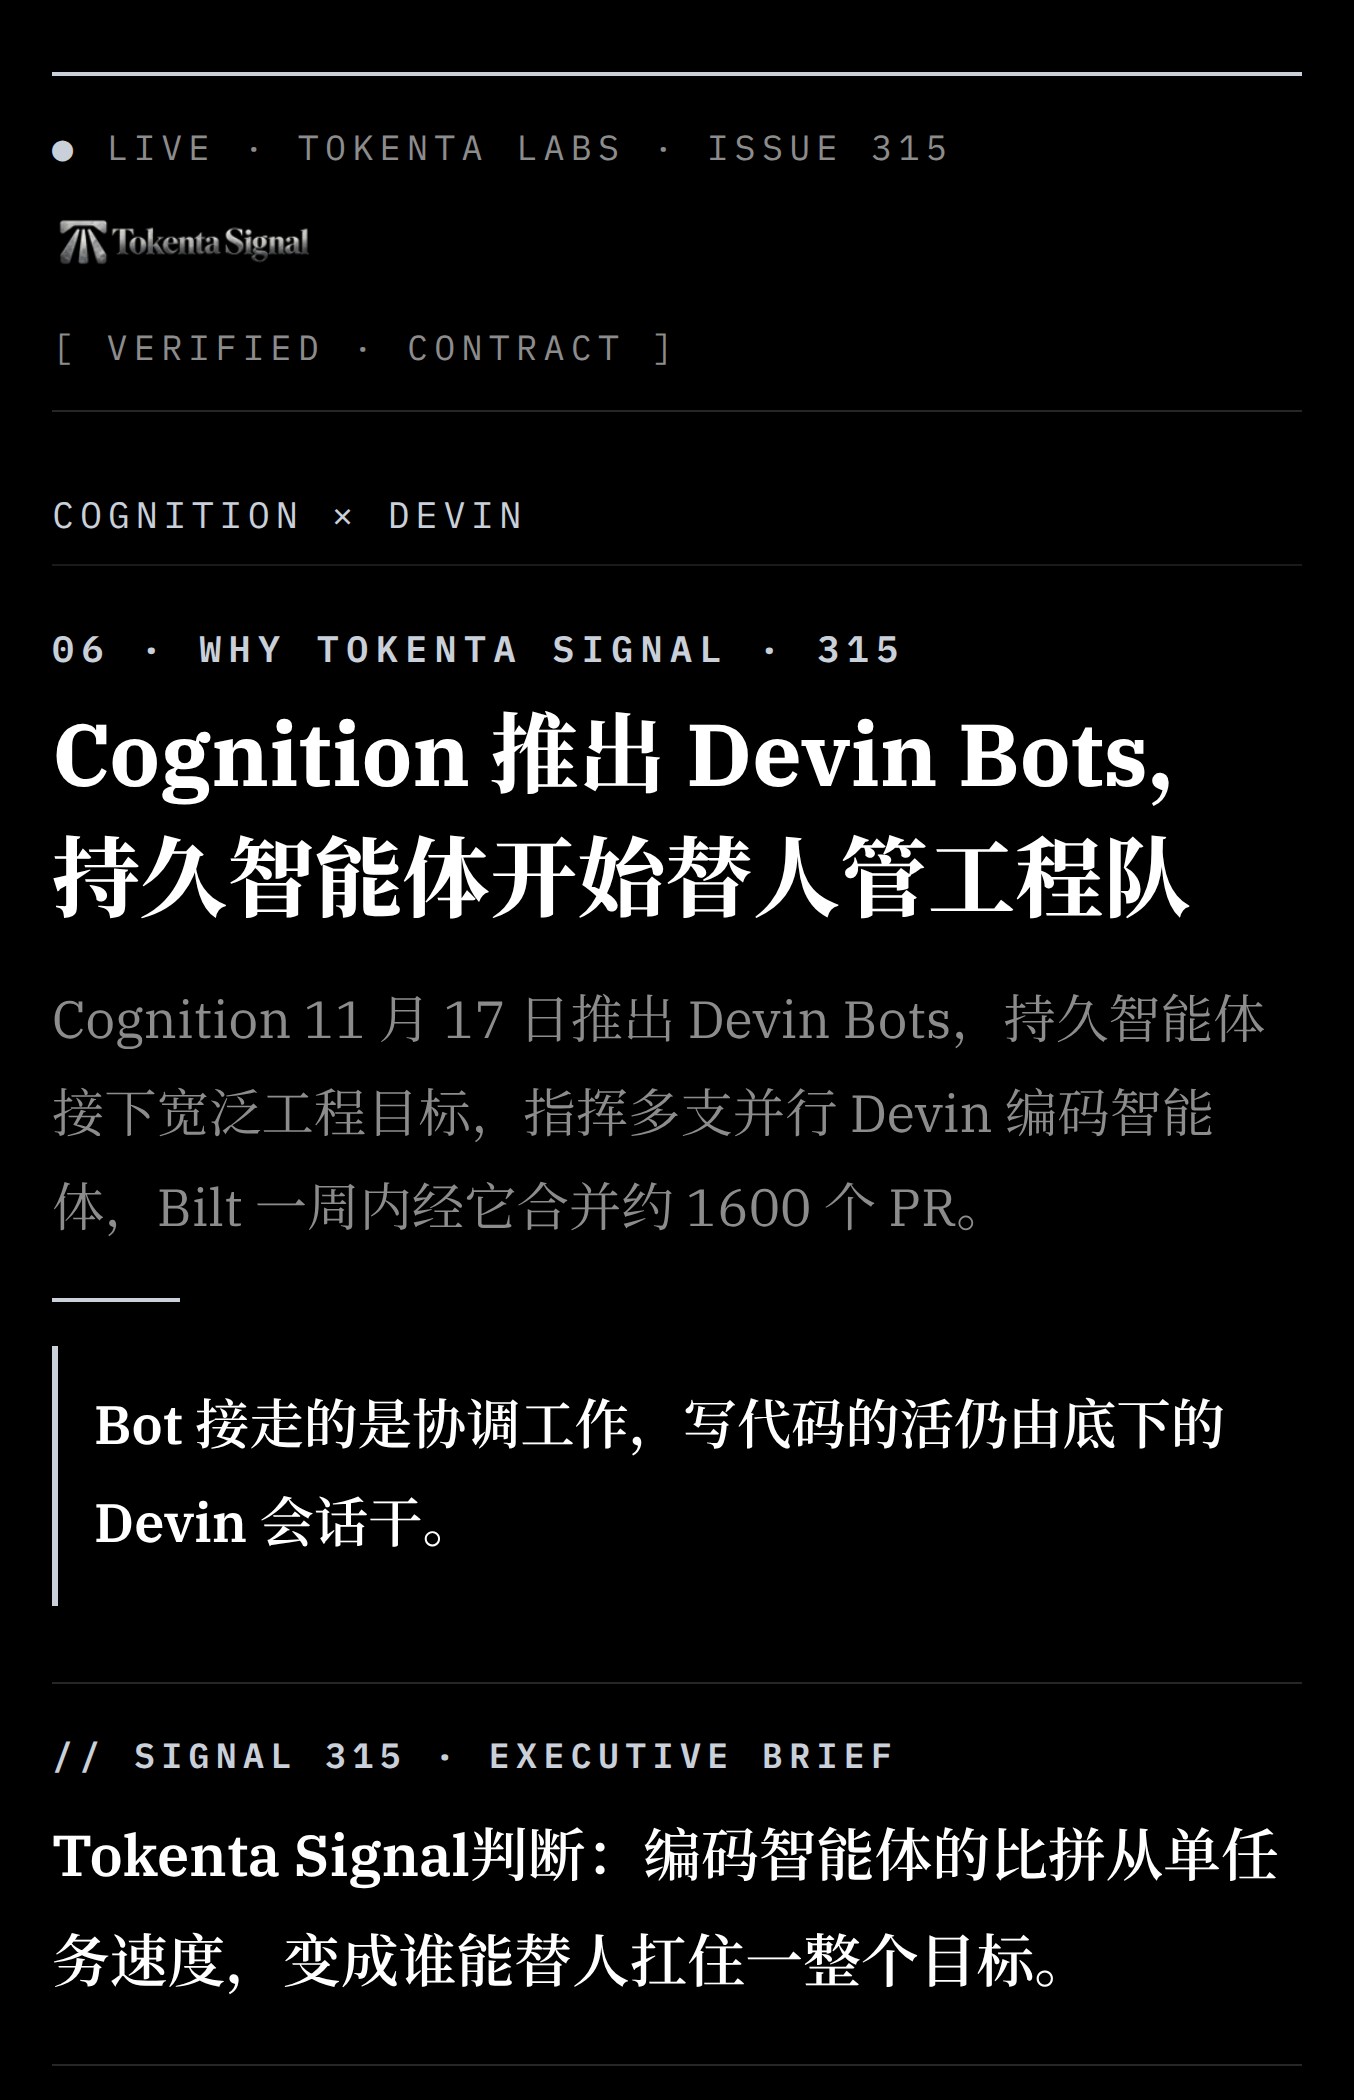 ● LIVE · TOKENTA LABS · ISSUE 315
Tokenta Signal
[ VERIFIED · CONTRACT ]
COGNITION × DEVIN
06 · WHY TOKENTA SIGNAL · 315
Cognition 推出 Devin Bots,
持久智能体开始替人管工程队
Cognition 11 月 17 日推出 Devin Bots，持久智能体
接下宽泛工程目标，指挥多支并行 Devin 编码智能
体，Bilt 一周内经它合并约 1600 个 PR。
Bot 接走的是协调工作，写代码的活仍由底下的
Devin 会话干。
// SIGNAL 315 · EXECUTIVE BRIEF
Tokenta Signal判断：编码智能体的比拼从单任
务速度，变成谁能替人扛住一整个目标。